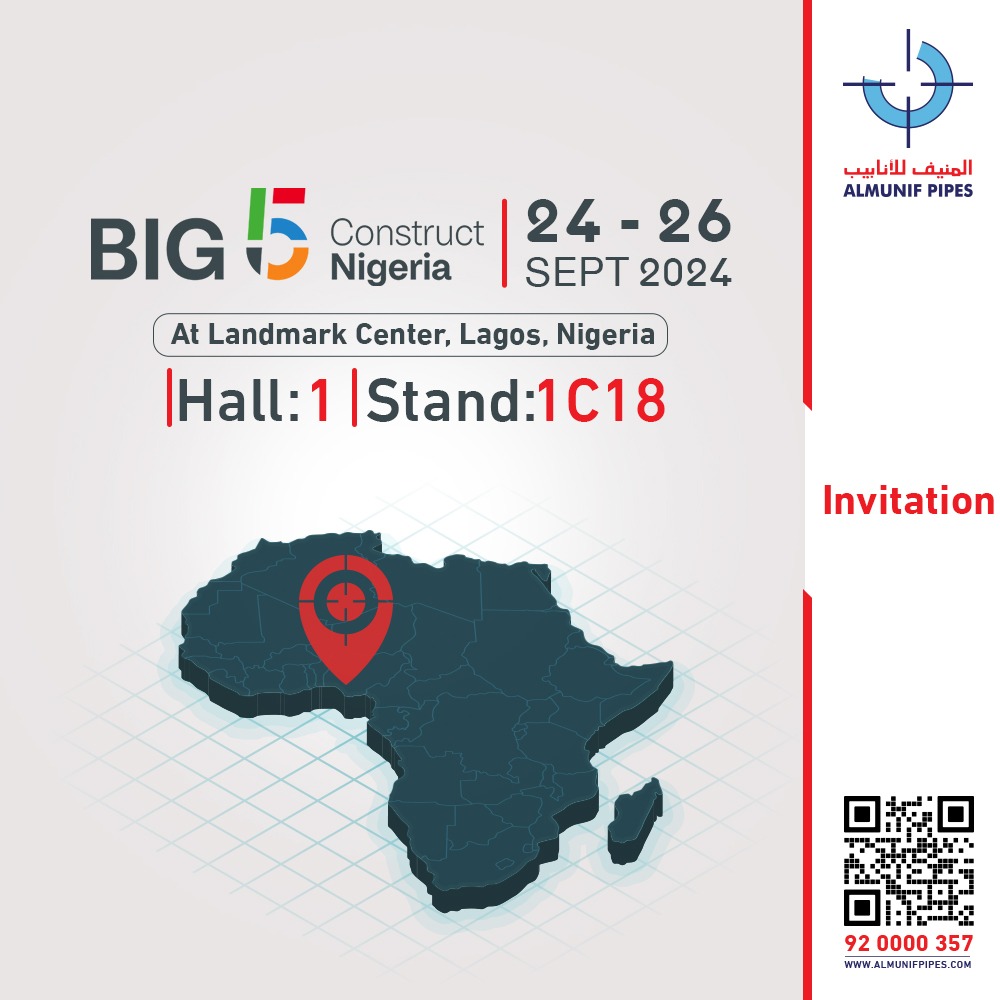 BIG 5 Construct Nigeria
24 - 26
SEPT 2024
At Landmark Center, Lagos, Nigeria
Hall: 1 Stand:1C18
المنيف للأنابيب
ALMUNIF PIPES
Invitation
92 0000 357
WWW.ALMUNIFPIPES.COM